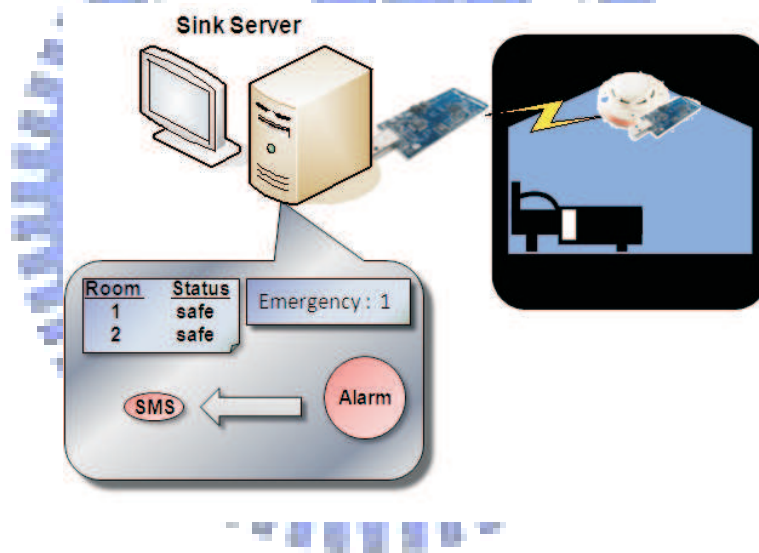 Sink Server
Room Status
1 safe
2 safe
Emergency : 1
SMS
Alarm